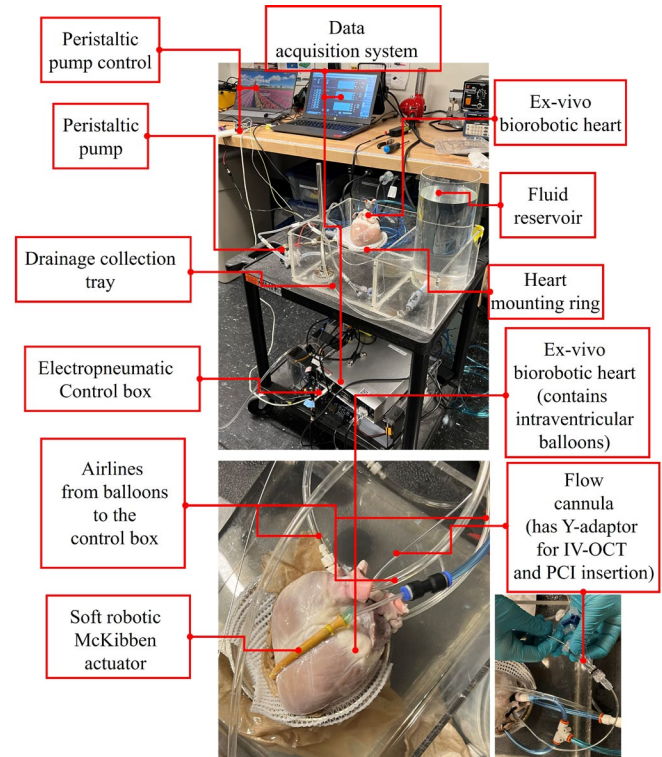 Peristaltic
pump control
Data
acquisition system
Peristaltic
pump
Ex-vivo
biorobotic heart
Fluid
reservoir
Drainage collection
tray
Heart
mounting ring
Electropneumatic
Control box
Ex-vivo
biorobotic heart
(contains
intraventricular
balloons)
Airlines
from balloons
to the
control box
Flow
cannula
(has Y-adaptor
for IV-OCT
and PCI insertion)
Soft robotic
McKibben
actuator